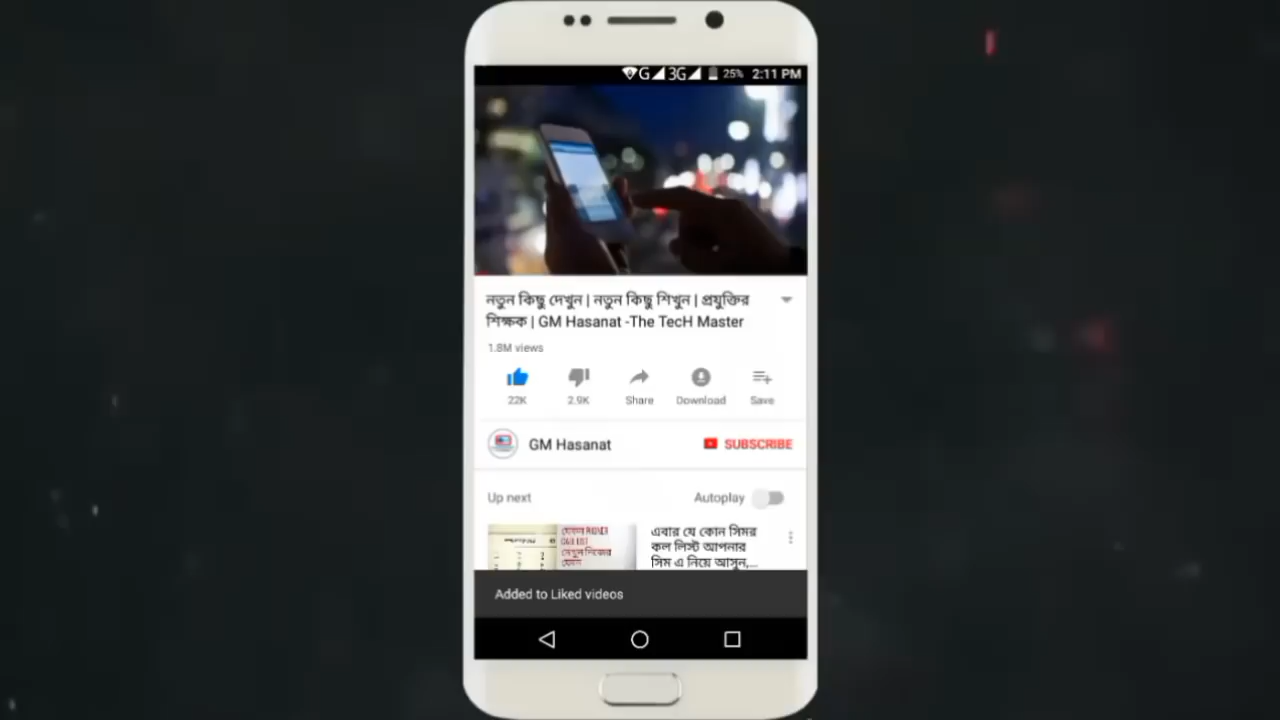 G 3G 25% 2:11 PM
নতুন কিছু দেখুন | নতুন কিছু শিখুন | প্রযুক্তির
শিক্ষক | GM Hasanat -The TecH Master
1.8M views
22K 2.9K Share Download Save
GM Hasanat SUBSCRIBE
Up next Autoplay
এবার যে কোন সিমর
কল লিস্ট আপনার
সিম এ নিয়ে আসুন,...
Added to Liked videos